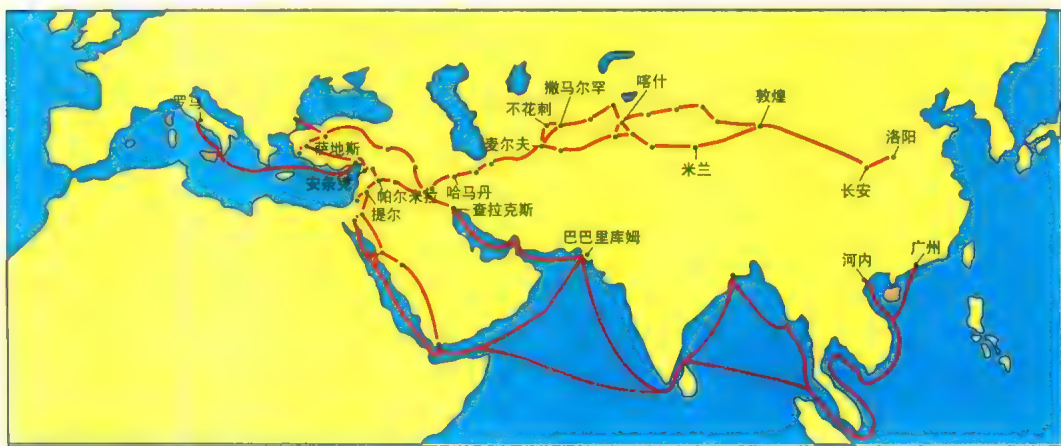 罗马
撒马尔罕
喀什
不花剌
敦煌
麦尔夫
洛阳
萨地斯
米兰
长安
安条克
帕尔米拉
哈马丹
提尔
查拉克斯
巴巴里库姆
河内
广州